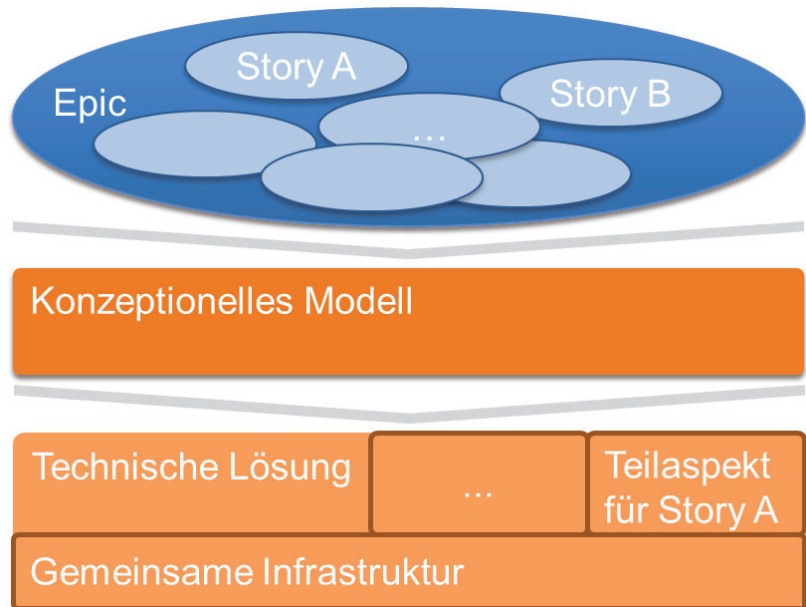 Story A
Epic
Story B
...
Konzeptionelles Modell
Technische Lösung
...
Teilaspekt
für Story A
Gemeinsame Infrastruktur